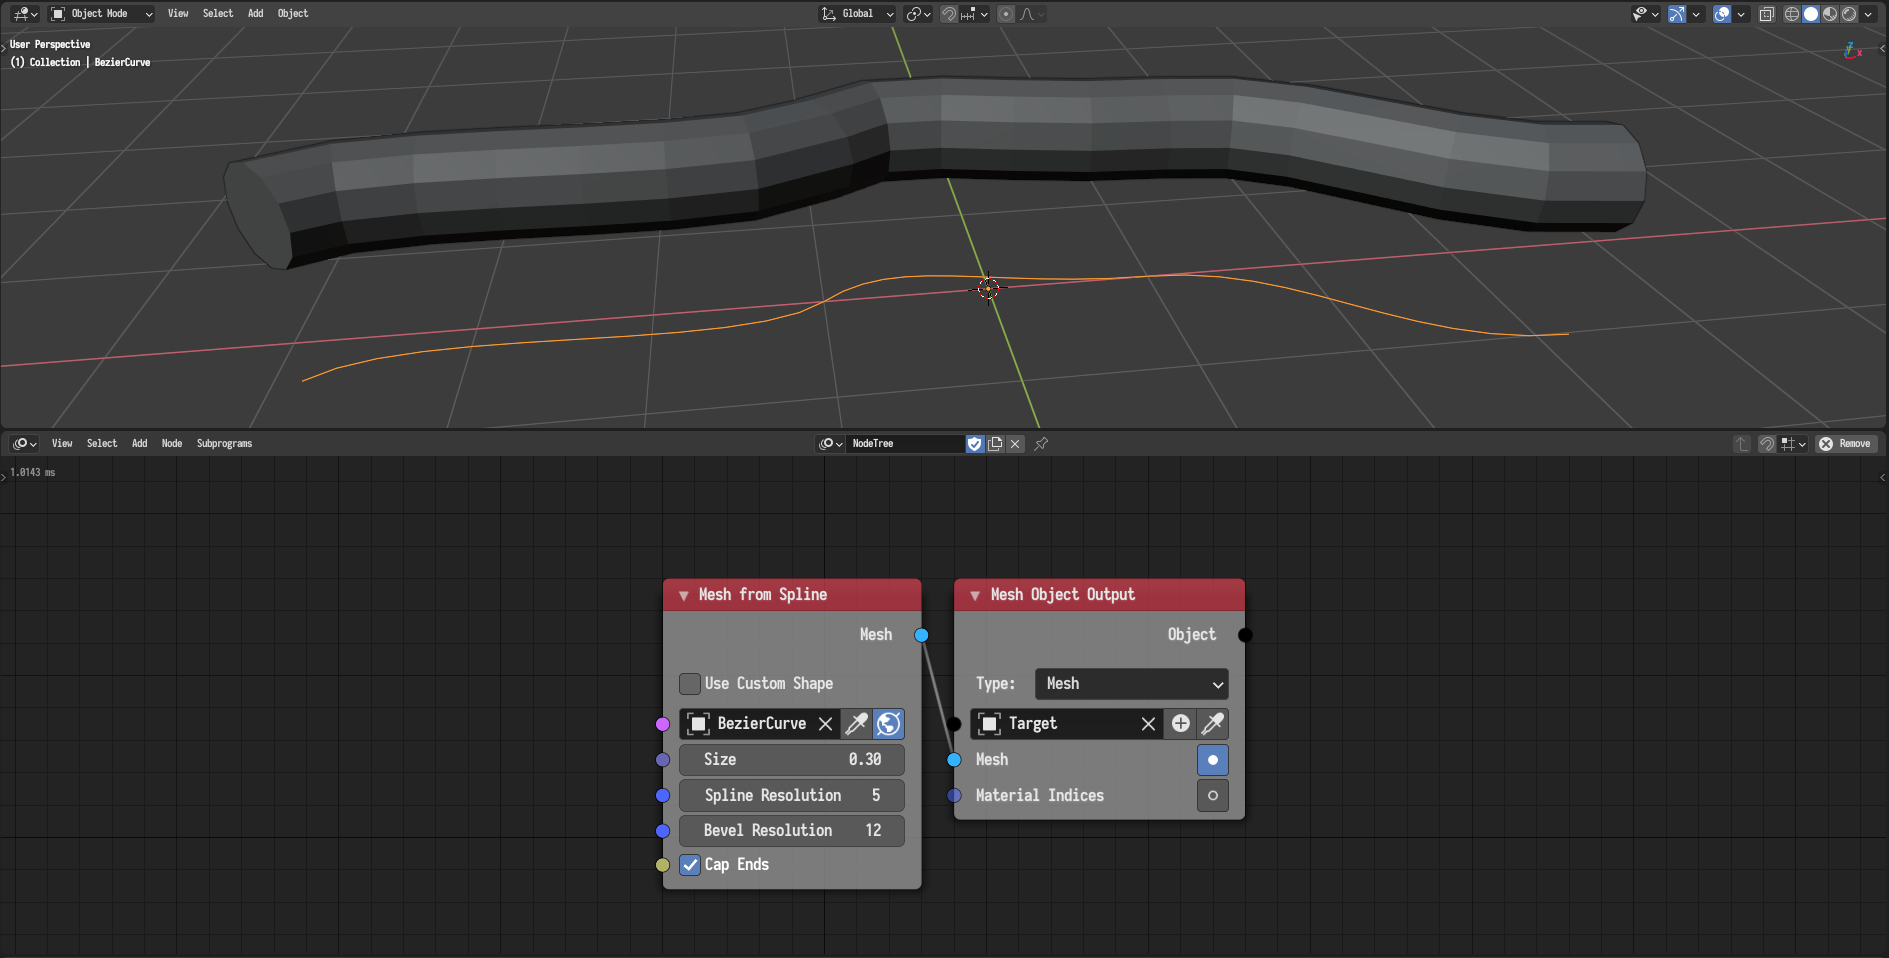 Object Mode View Select Add Object Global
User Perspective
(1) Collection | BezierCurve
View Select Add Node Subprograms NodeTree Remove
1.0143 ms
Mesh from Spline
Mesh
Use Custom Shape
BezierCurve
Size 0.30
Spline Resolution 5
Bevel Resolution 12
Cap Ends
Mesh Object Output
Object
Type: Mesh
Target
Mesh
Material Indices